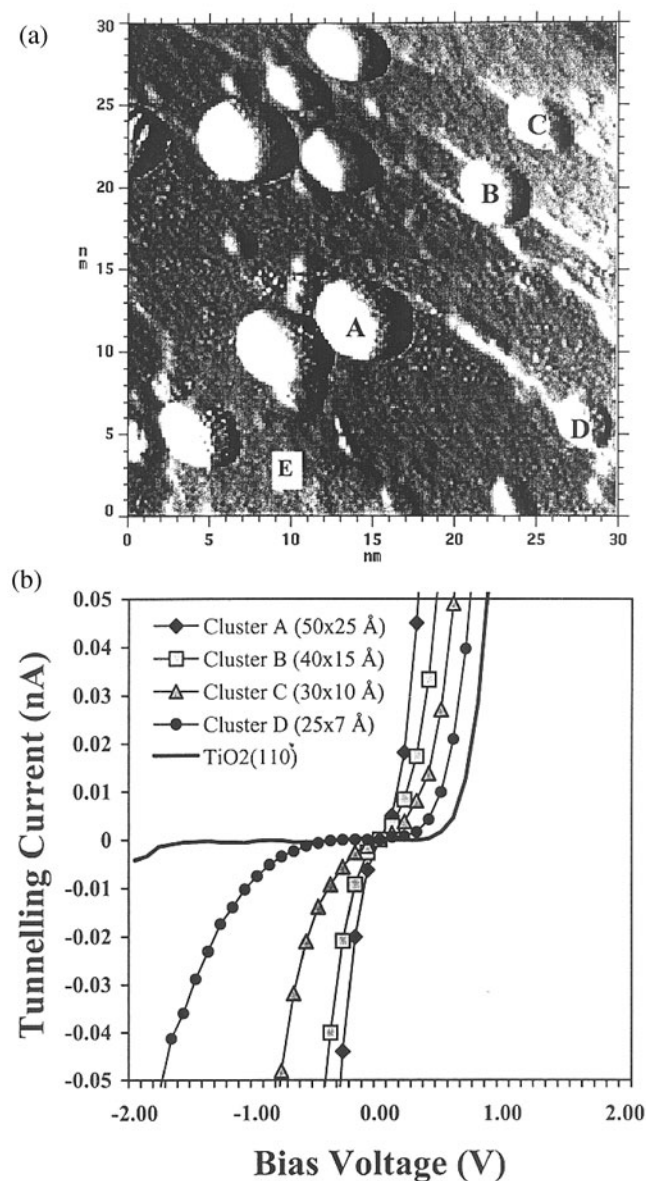 (a)
30
25
20
nm
15
10
5
0
A
B
C
D
E
0 5 10 15 20 25 30
nm
(b)
0.05
0.04
0.03
0.02
0.01
0
-0.01
-0.02
-0.03
-0.04
-0.05
Tunnelling Current (nA)
Cluster A (50x25 Å)
Cluster B (40x15 Å)
Cluster C (30x10 Å)
Cluster D (25x7 Å)
TiO2(110)
-2.00 -1.00 0.00 1.00 2.00
Bias Voltage (V)